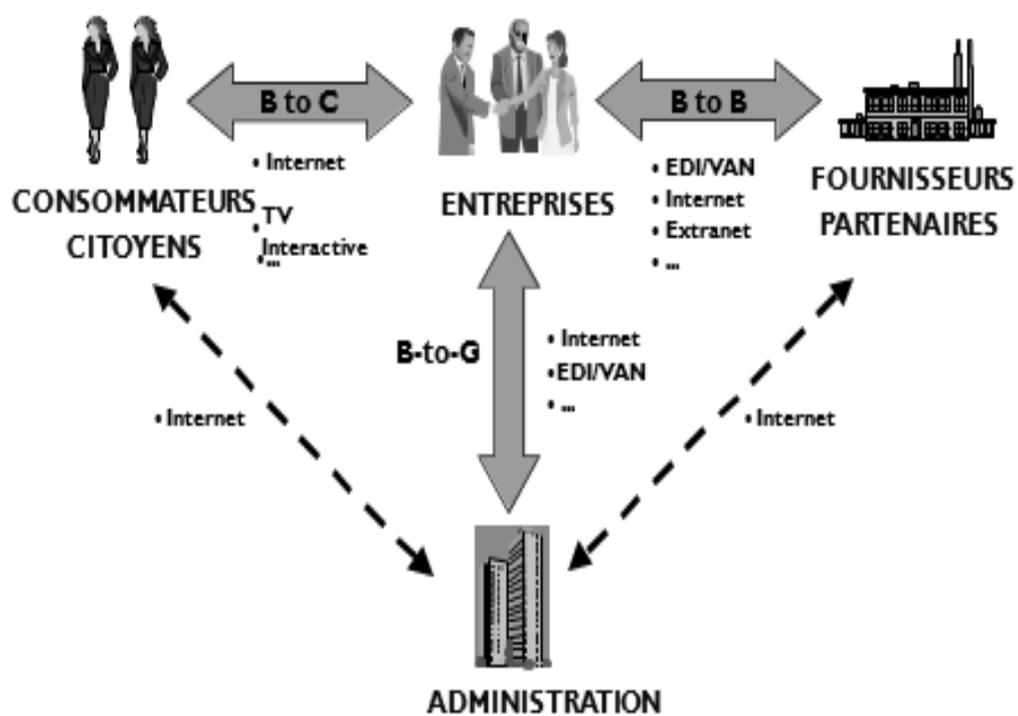 B to C
B to B
• Internet
• TV
Interactive
•...
CONSOMMATEURS
CITOYENS
ENTREPRISES
• EDI/VAN
• Internet
• Extranet
• ...
FOURNISSEURS
PARTENAIRES
B-to-G
• Internet
•EDI/VAN
• ...
• Internet
• Internet
ADMINISTRATION